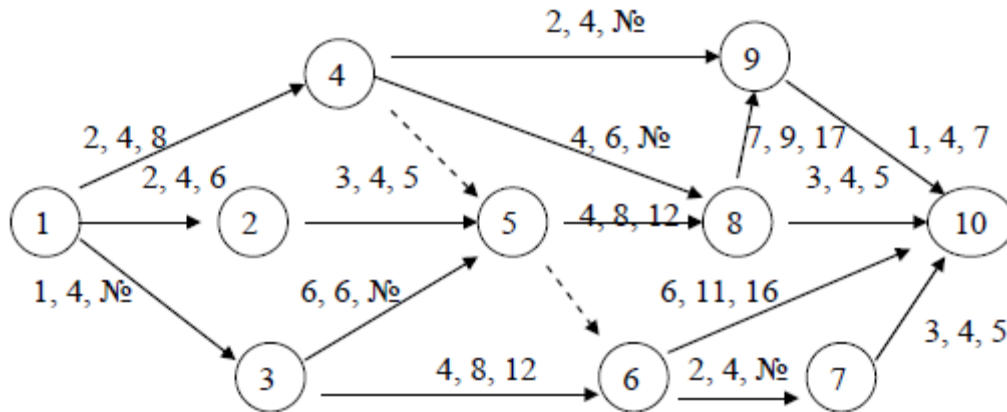 2, 4, №
9
4
2, 4, 8
4, 6, №
7, 9, 17
1, 4, 7
2, 4, 6
3, 4, 5
3, 4, 5
1
2
5
4, 8, 12
8
10
1, 4, №
6, 6, №
6, 11, 16
3, 4, 5
3
4, 8, 12
6
2, 4, №
7